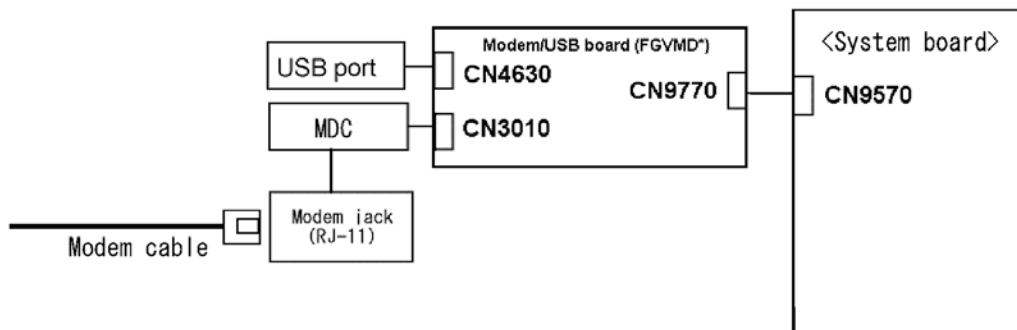 Modem/USB board (FGVMD*)
<System board>
USB port
CN4630
CN9770
CN9570
MDC
CN3010
Modem jack
(RJ-11)
Modem cable